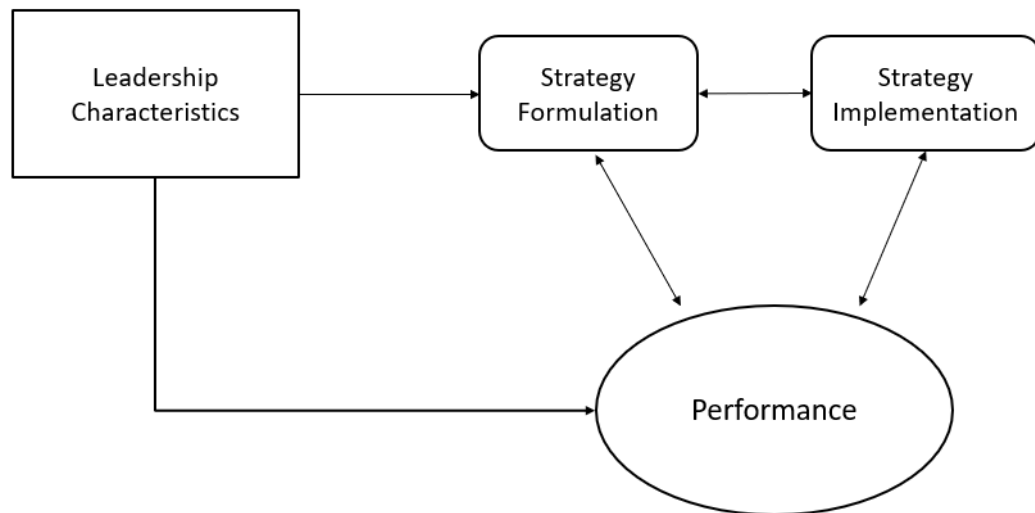 Leadership
Characteristics
Strategy
Formulation
Strategy
Implementation
Performance